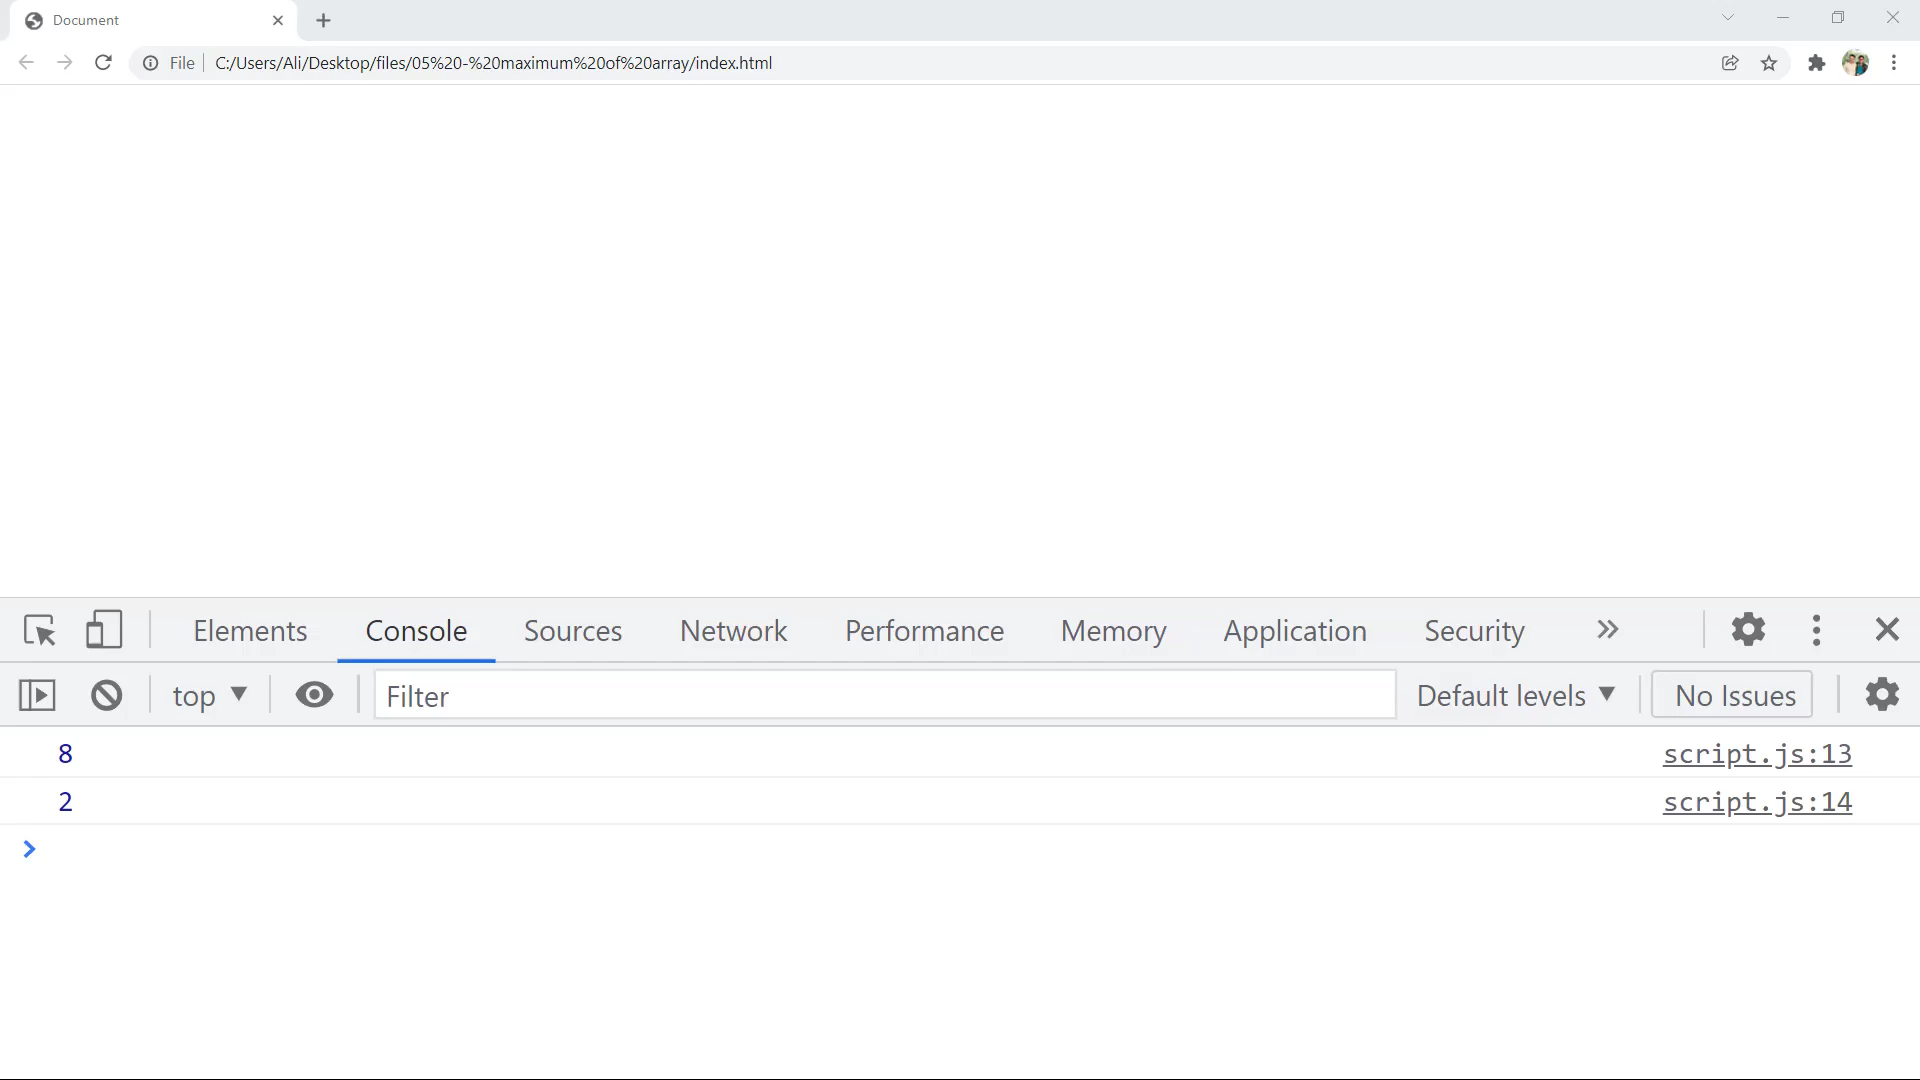 Document
File C:/Users/Ali/Desktop/files/05%20-%20maximum%20of%20array/index.html
Elements Console Sources Network Performance Memory Application Security
top Filter Default levels No Issues
8 script.js:13
2 script.js:14